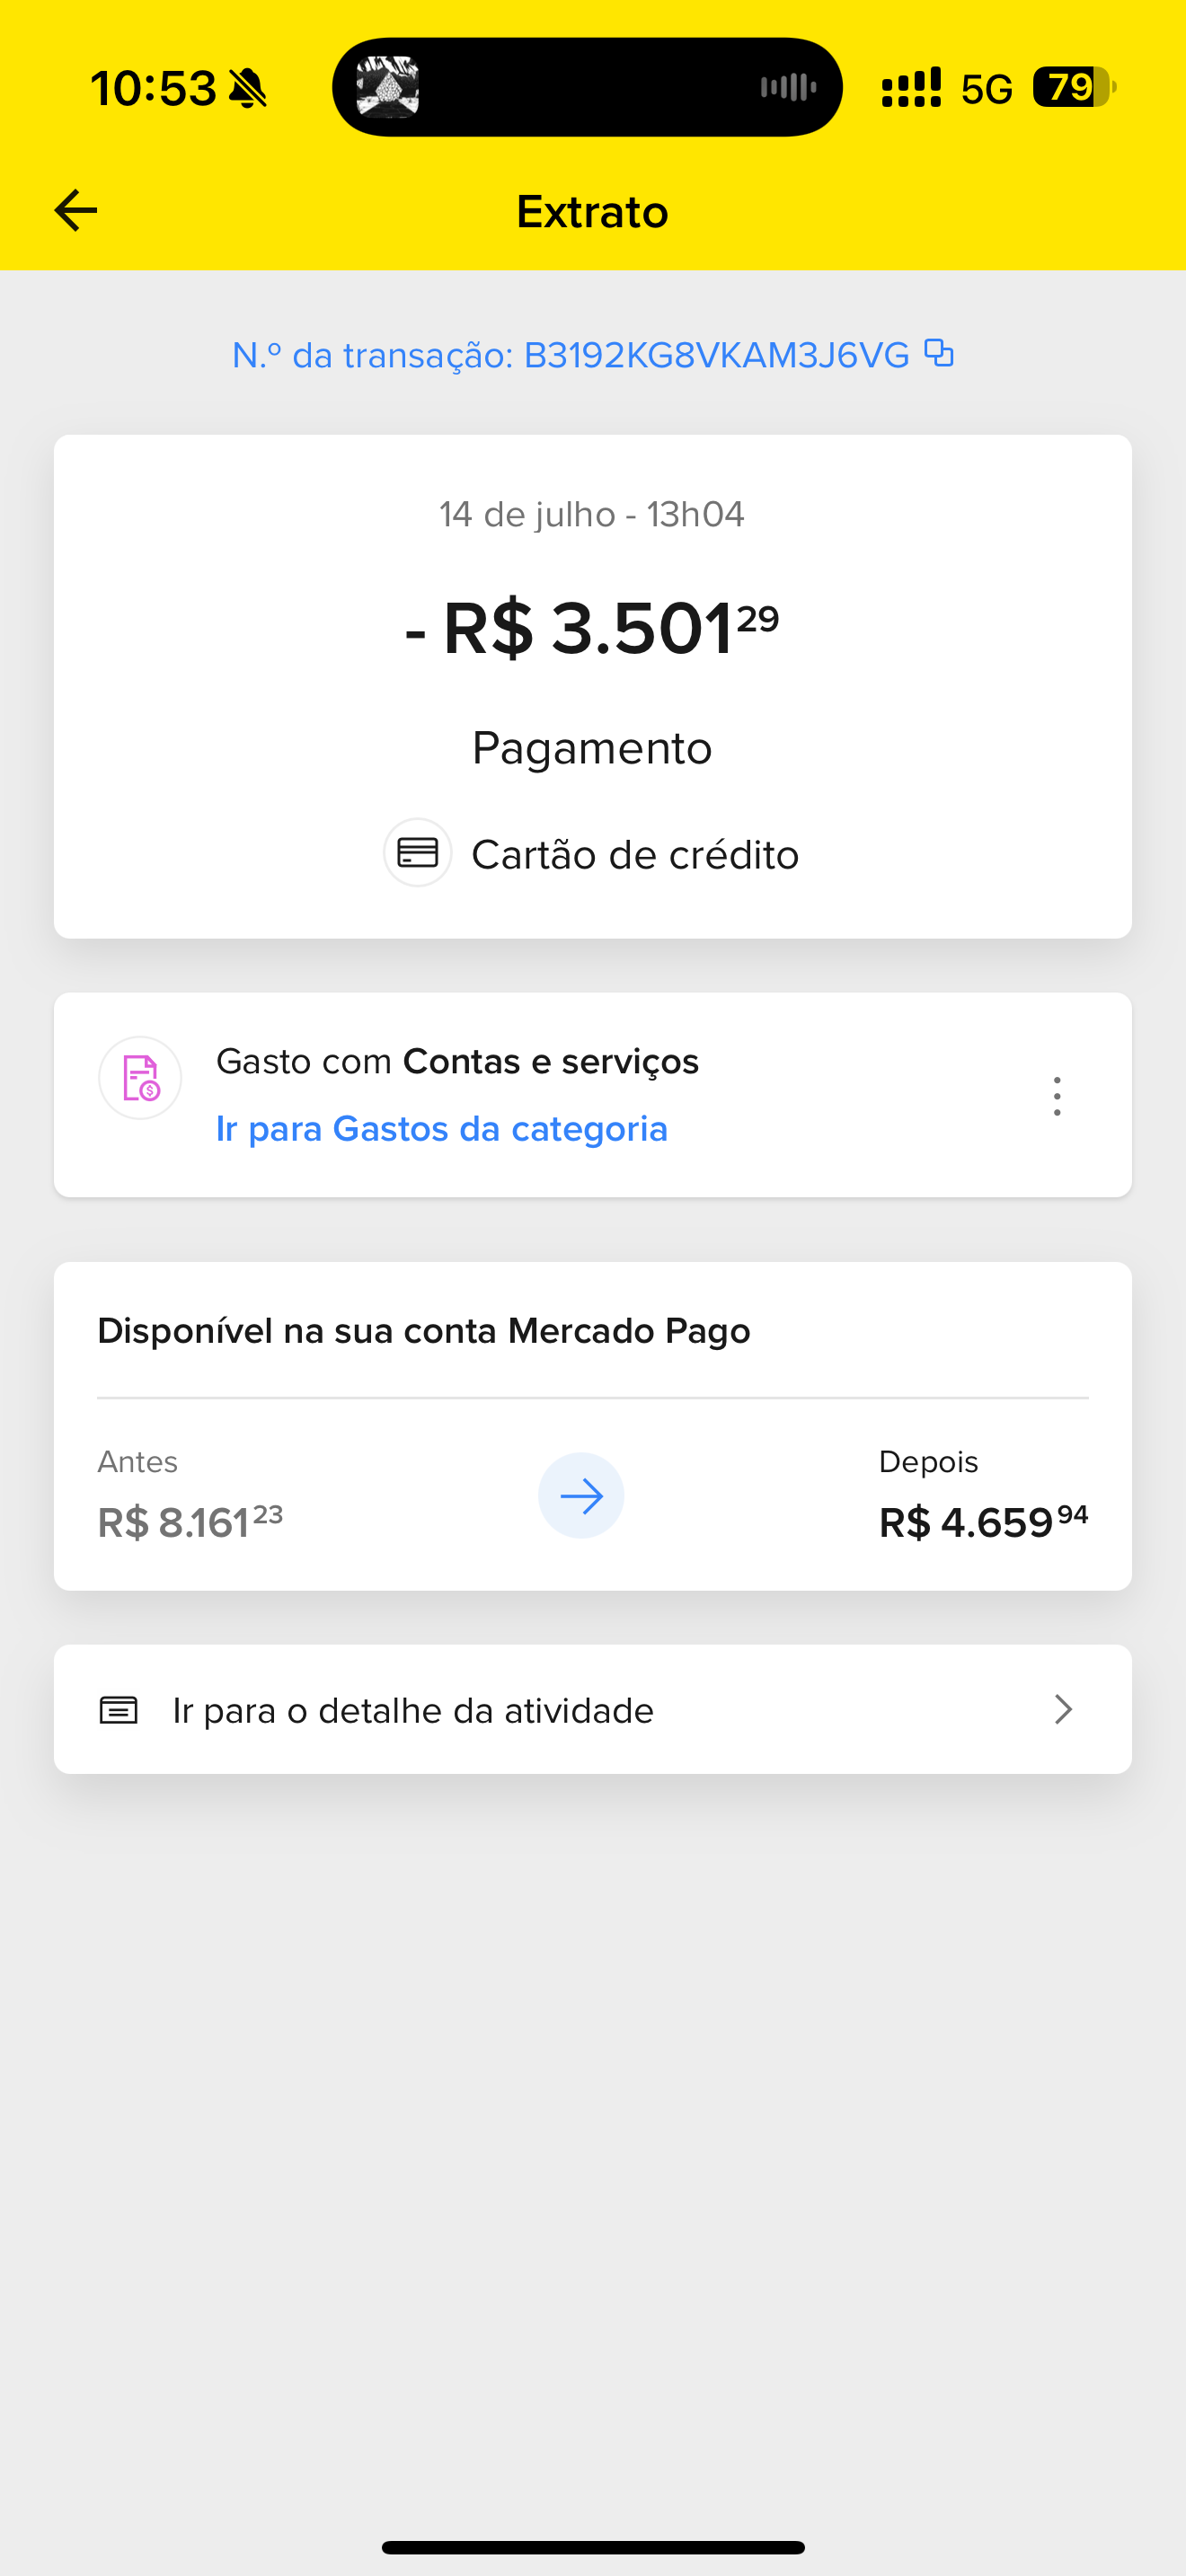 10:53
5G
79
Extrato
N.º da transação: B3192KG8VKAM3J6VG
14 de julho - 13h04
- R$ 3.501 29
Pagamento
Cartão de crédito
Gasto com Contas e serviços
Ir para Gastos da categoria
Disponível na sua conta Mercado Pago
Antes
Depois
R$ 8.161 23
R$ 4.659 94
Ir para o detalhe da atividade